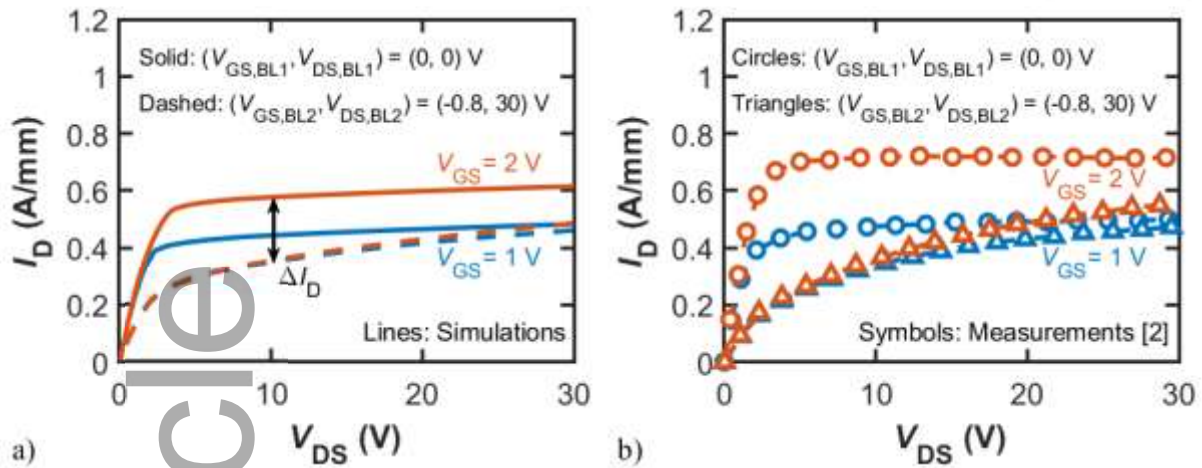 1.2
1
0.8
0.6
0.4
0.2
0
I_D (A/mm)
Solid: (V_GS,BL1, V_DS,BL1) = (0, 0) V
Dashed: (V_GS,BL2, V_DS,BL2) = (-0.8, 30) V
V_GS = 2 V
V_GS = 1 V
ΔI_D
Lines: Simulations
0 10 20 30
V_DS (V)
a)
cle
1.2
1
0.8
0.6
0.4
0.2
0
I_D (A/mm)
Circles: (V_GS,BL1, V_DS,BL1) = (0, 0) V
Triangles: (V_GS,BL2, V_DS,BL2) = (-0.8, 30) V
V_GS = 2 V
V_GS = 1 V
Symbols: Measurements [2]
0 10 20 30
V_DS (V)
b)